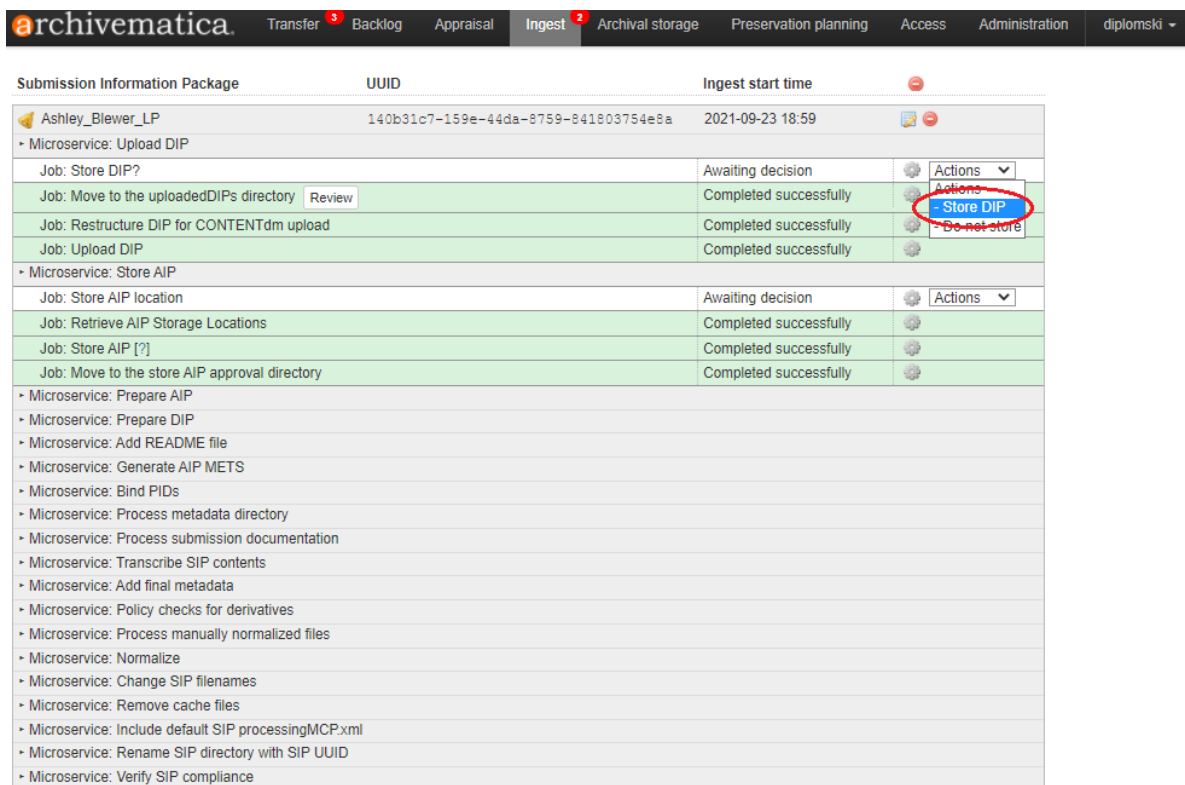 archivematica. Transfer 3 Backlog Appraisal Ingest 2 Archival storage Preservation planning Access Administration diplomski
Submission Information Package UUID Ingest start time
Ashley_Blewer_LP 140b31c7-159e-44da-8759-841803754e8a 2021-09-23 18:59
Microservice: Upload DIP
Job: Store DIP? Awaiting decision Actions
Job: Move to the uploadedDIPs directory Review Completed successfully Actions
- Store DIP
Job: Restructure DIP for CONTENTdm upload Completed successfully - Do not store
Job: Upload DIP Completed successfully
Microservice: Store AIP
Job: Store AIP location Awaiting decision Actions
Job: Retrieve AIP Storage Locations Completed successfully
Job: Store AIP [?] Completed successfully
Job: Move to the store AIP approval directory Completed successfully
Microservice: Prepare AIP
Microservice: Prepare DIP
Microservice: Add README file
Microservice: Generate AIP METS
Microservice: Bind PIDs
Microservice: Process metadata directory
Microservice: Process submission documentation
Microservice: Transcribe SIP contents
Microservice: Add final metadata
Microservice: Policy checks for derivatives
Microservice: Process manually normalized files
Microservice: Normalize
Microservice: Change SIP filenames
Microservice: Remove cache files
Microservice: Include default SIP processingMCP.xml
Microservice: Rename SIP directory with SIP UUID
Microservice: Verify SIP compliance